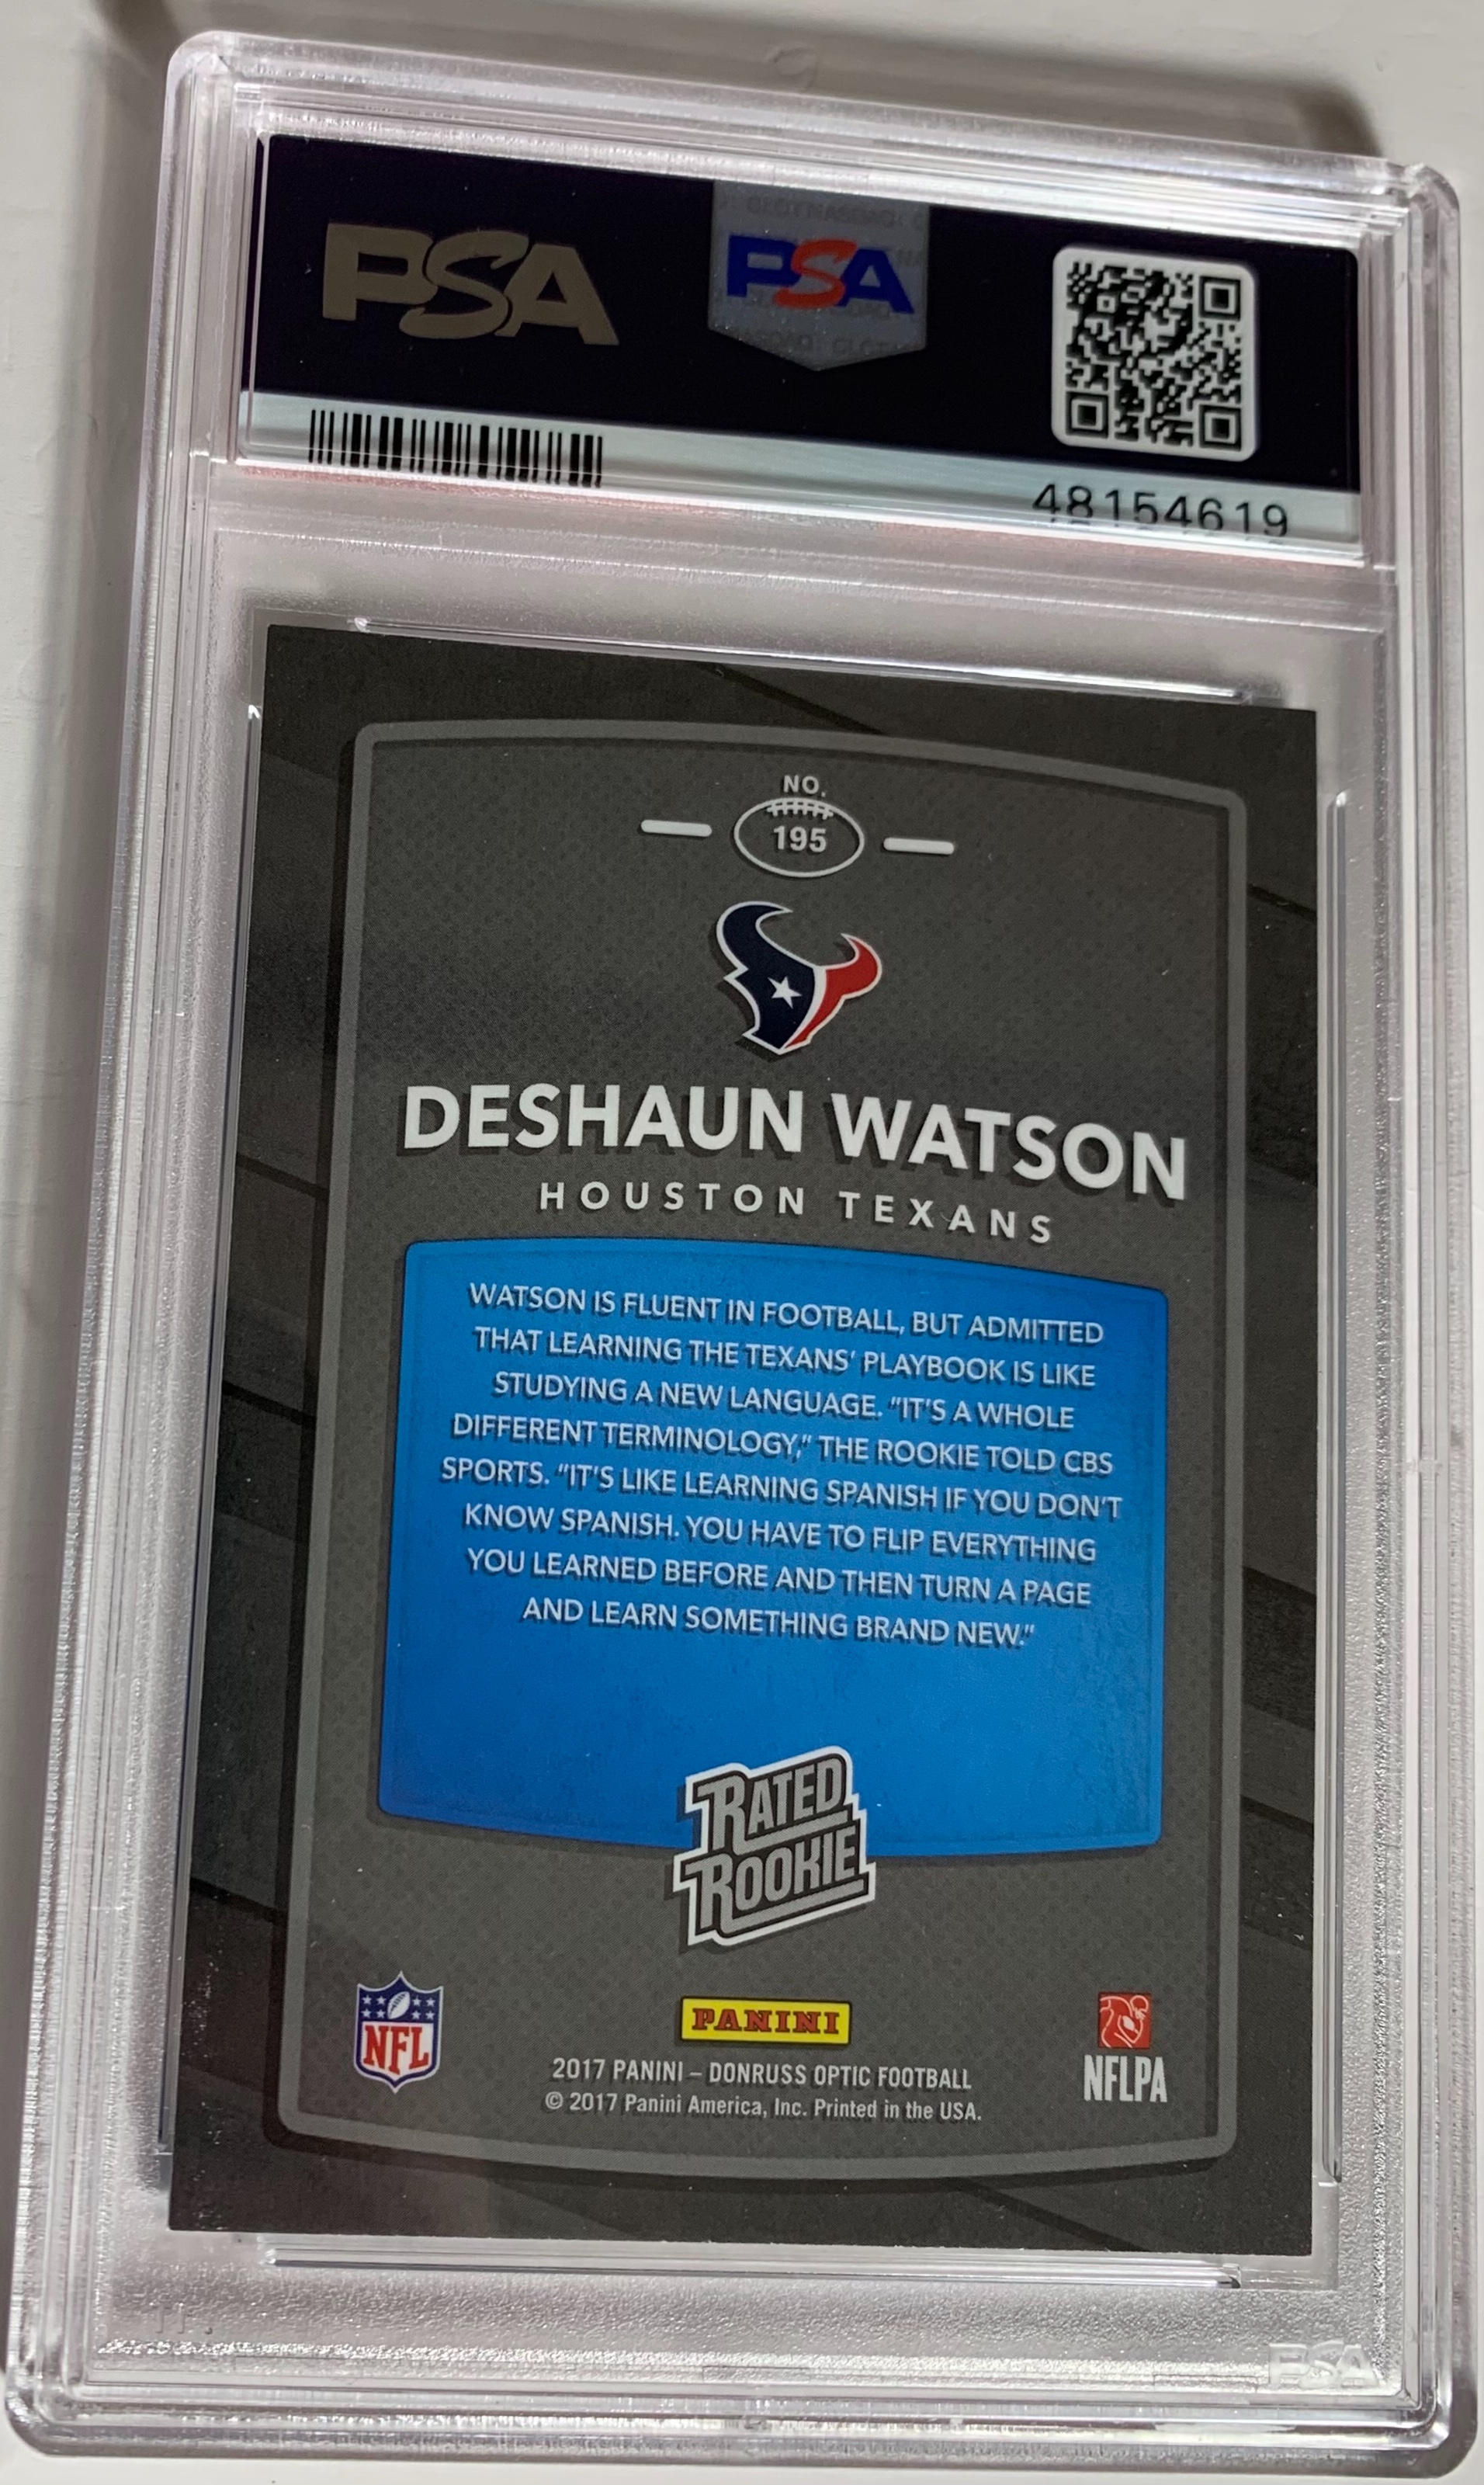 PSA
PSA
48154619
NO.
195
DESHAUN WATSON
HOUSTON TEXANS
WATSON IS FLUENT IN FOOTBALL, BUT ADMITTED
THAT LEARNING THE TEXANS' PLAYBOOK IS LIKE
STUDYING A NEW LANGUAGE. "IT'S A WHOLE
DIFFERENT TERMINOLOGY," THE ROOKIE TOLD CBS
SPORTS. "IT'S LIKE LEARNING SPANISH IF YOU DON'T
KNOW SPANISH. YOU HAVE TO FLIP EVERYTHING
YOU LEARNED BEFORE AND THEN TURN A PAGE
AND LEARN SOMETHING BRAND NEW."
RATED
ROOKIE
NFL
PANINI
NFLPA
2017 PANINI – DONRUSS OPTIC FOOTBALL
© 2017 Panini America, Inc. Printed in the USA.
PSA